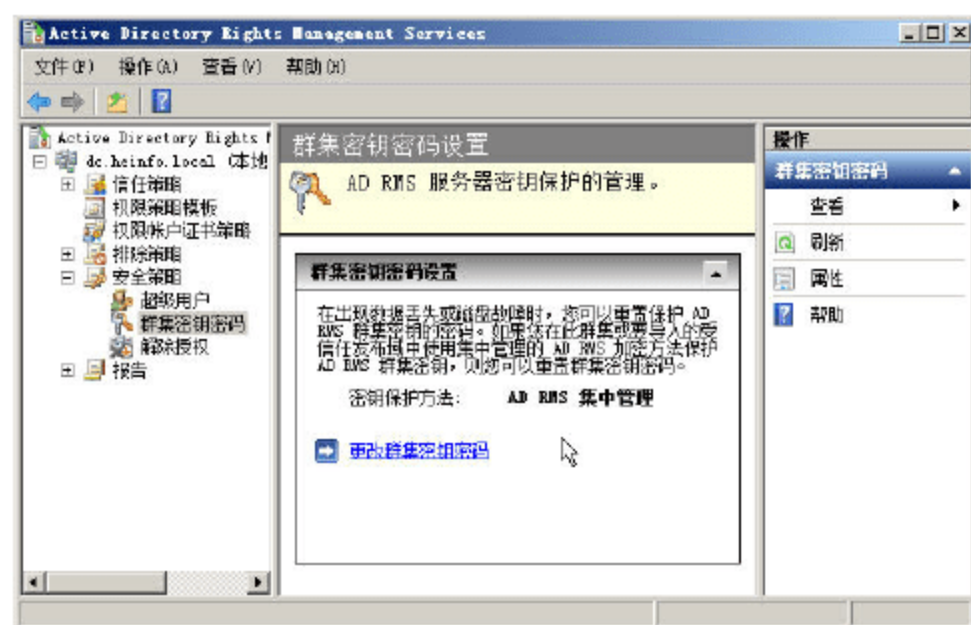 Active Directory Rights Management Services
文件(F) 操作(A) 查看(V) 帮助(H)
Active Directory Rights M
dc.heinfo.local (本地
信任策略
权限策略模板
权限帐户证书策略
排除策略
安全策略
超级用户
群集密钥密码
解除授权
报告
群集密钥密码设置
AD RMS 服务器密钥保护的管理。
群集密钥密码设置
在出现数据丢失或磁盘故障时，您可以重置保护 AD
RMS 群集密钥的密码。如果您在此群集或要导入的受
信任发布域中使用集中管理的 AD RMS 加密方法保护
AD RMS 群集密钥，则您可以重置群集密钥密码。
密钥保护方法: AD RMS 集中管理
更改群集密钥密码
操作
群集密钥密码
查看
刷新
属性
帮助